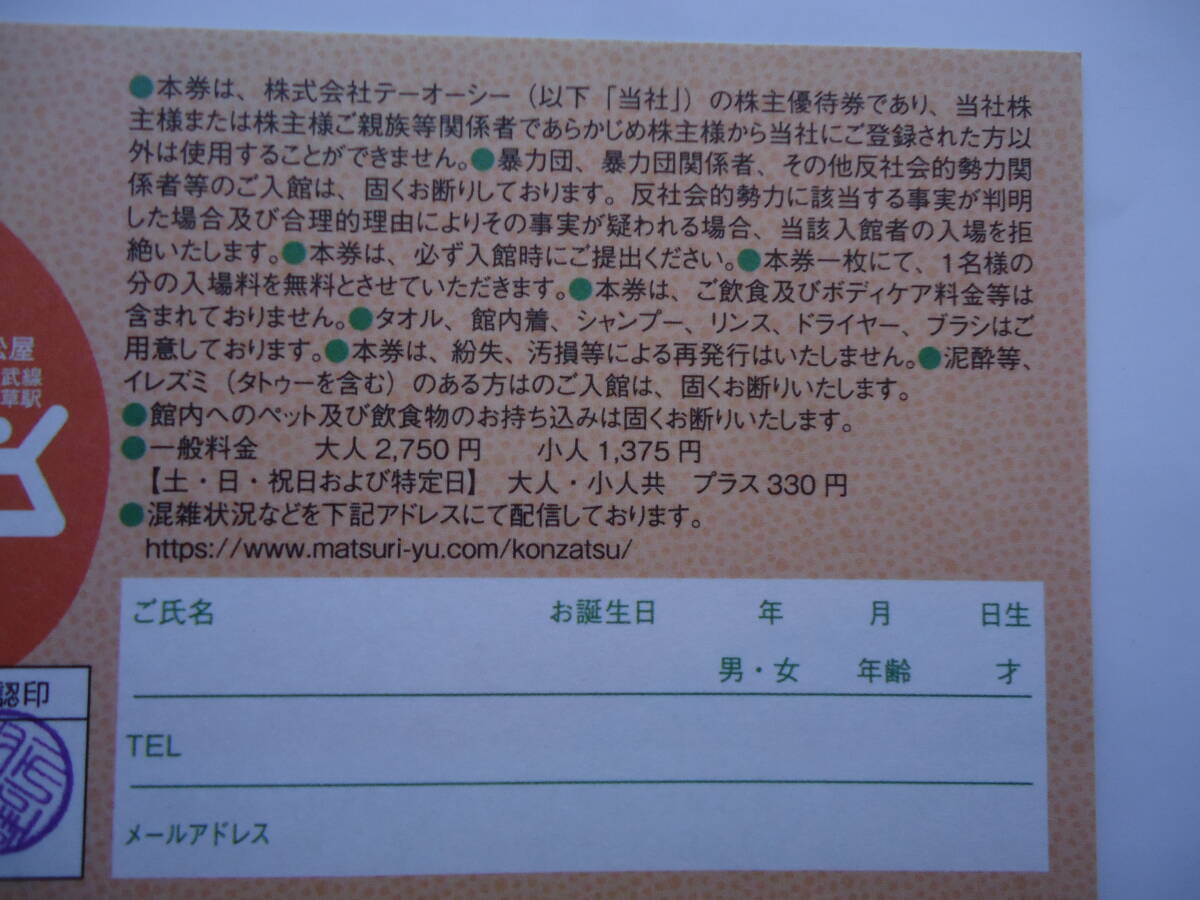 ●本券は、株式会社テーオーシー（以下「当社」）の株主優待券であり、当社株
主様または株主様ご親族等関係者であらかじめ株主様から当社にご登録された方以
外は使用することができません。●暴力団、暴力団関係者、その他反社会的勢力関
係者等のご入館は、固くお断りしております。反社会的勢力に該当する事実が判明
した場合及び合理的理由によりその事実が疑われる場合、当該入館者の入場を拒
絶いたします。●本券は、必ず入館時にご提出ください。●本券一枚にて、1名様の
分の入場料を無料とさせていただきます。●本券は、ご飲食及びボディケア料金等は
含まれておりません。●タオル、館内着、シャンプー、リンス、ドライヤー、ブラシはご
用意しております。●本券は、紛失、汚損等による再発行はいたしません。●泥酔等、
イレズミ（タトゥーを含む）のある方はのご入館は、固くお断りいたします。
●館内へのペット及び飲食物のお持ち込みは固くお断りいたします。
●一般料金 大人2,750円 小人1,375円
【土・日・祝日および特定日】 大人・小人共 プラス330円
●混雑状況などを下記アドレスにて配信しております。
https://www.matsuri-yu.com/konzatsu/
松屋
武線
草駅
認印
ご氏名 お誕生日 年 月 日生
男・女 年齢 才
TEL
メールアドレス